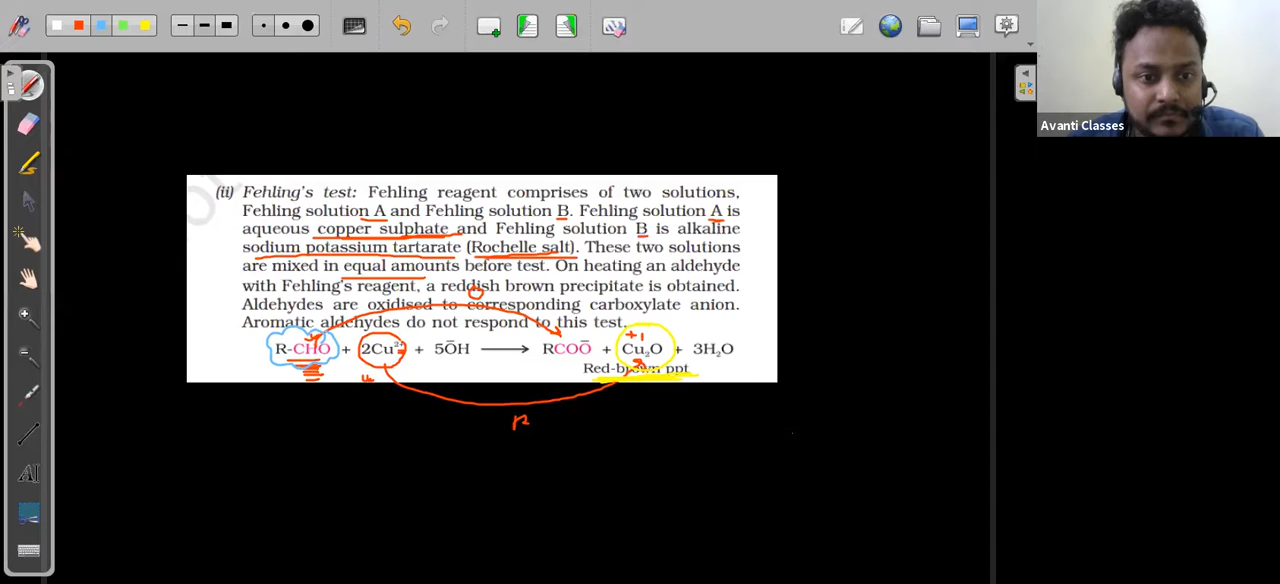 Avanti Classes
(ii) Fehling's test: Fehling reagent comprises of two solutions,
Fehling solution A and Fehling solution B. Fehling solution A is
aqueous copper sulphate and Fehling solution B is alkaline
sodium potassium tartarate (Rochelle salt). These two solutions
are mixed in equal amounts before test. On heating an aldehyde
with Fehling's reagent, a reddish brown precipitate is obtained.
O
Aldehydes are oxidised to corresponding carboxylate anion.
Aromatic aldehydes do not respond to this test.
+1
R-CHO + 2Cu²⁺ + 5ŌH ⟶ RCOŌ + Cu₂O + 3H₂O
Red-brown ppt
R